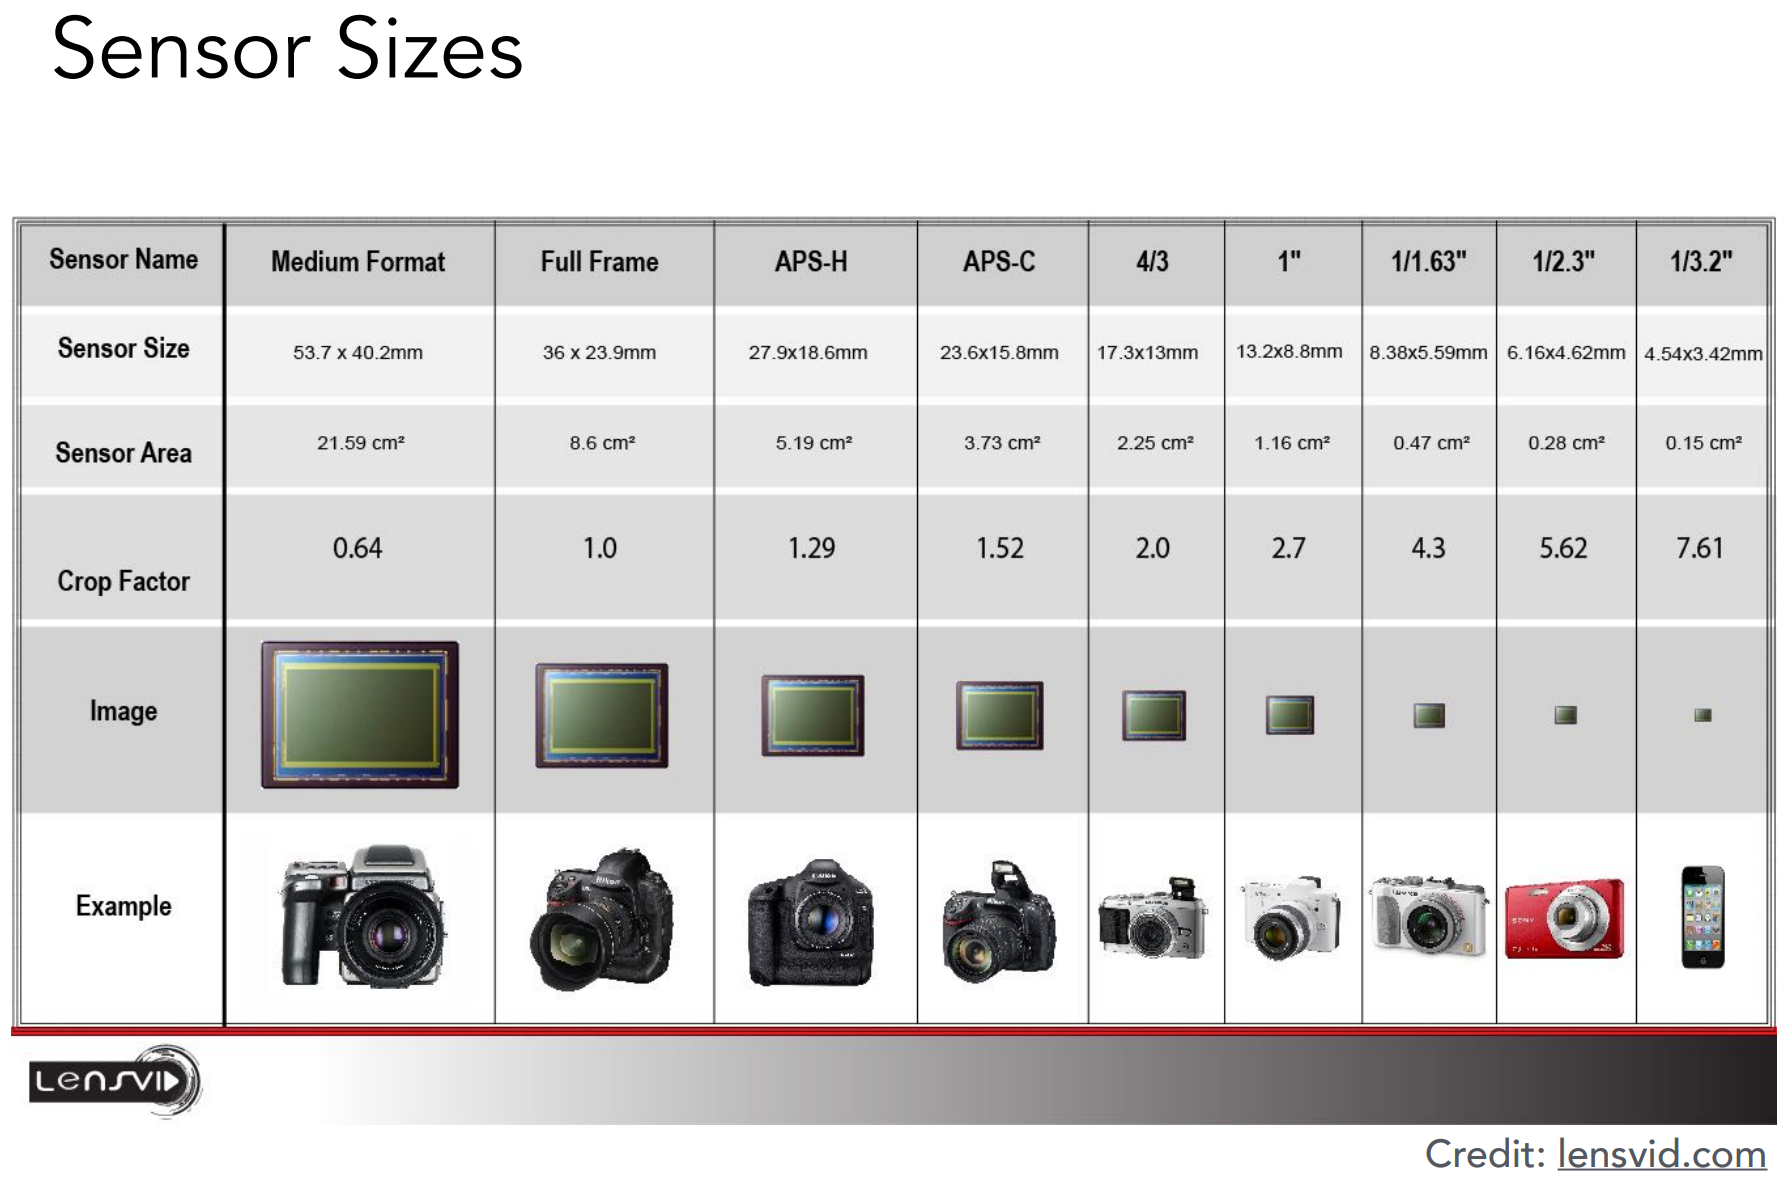 Sensor Sizes
Sensor Name Medium Format Full Frame APS-H APS-C 4/3 1" 1/1.63" 1/2.3" 1/3.2"
Sensor Size 53.7 x 40.2mm 36 x 23.9mm 27.9x18.6mm 23.6x15.8mm 17.3x13mm 13.2x8.8mm 8.38x5.59mm 6.16x4.62mm 4.54x3.42mm
Sensor Area 21.59 cm² 8.6 cm² 5.19 cm² 3.73 cm² 2.25 cm² 1.16 cm² 0.47 cm² 0.28 cm² 0.15 cm²
Crop Factor 0.64 1.0 1.29 1.52 2.0 2.7 4.3 5.62 7.61
Image
Example
Nikon
SONY
LensVID
Credit: lensvid.com